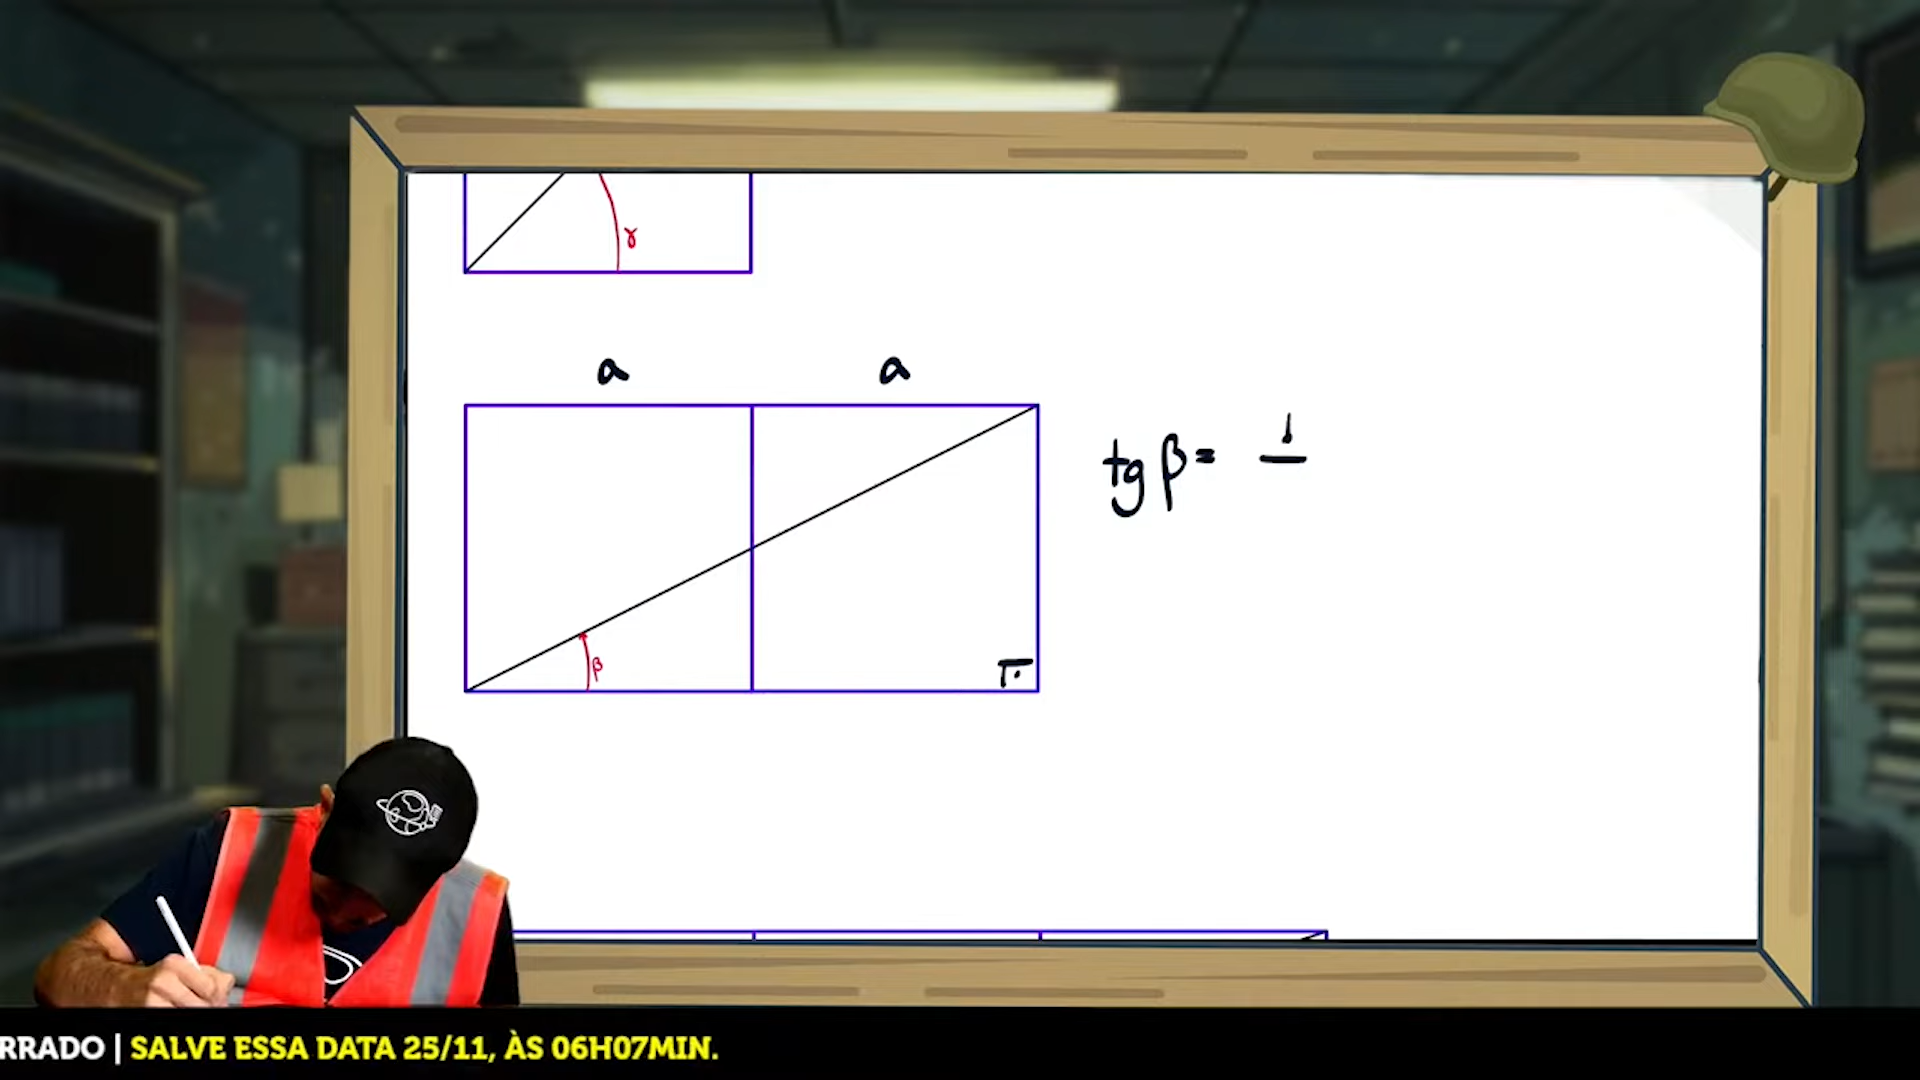 γ
a a
tg β = 1
β
RRADO | SALVE ESSA DATA 25/11, ÀS 06H07MIN.